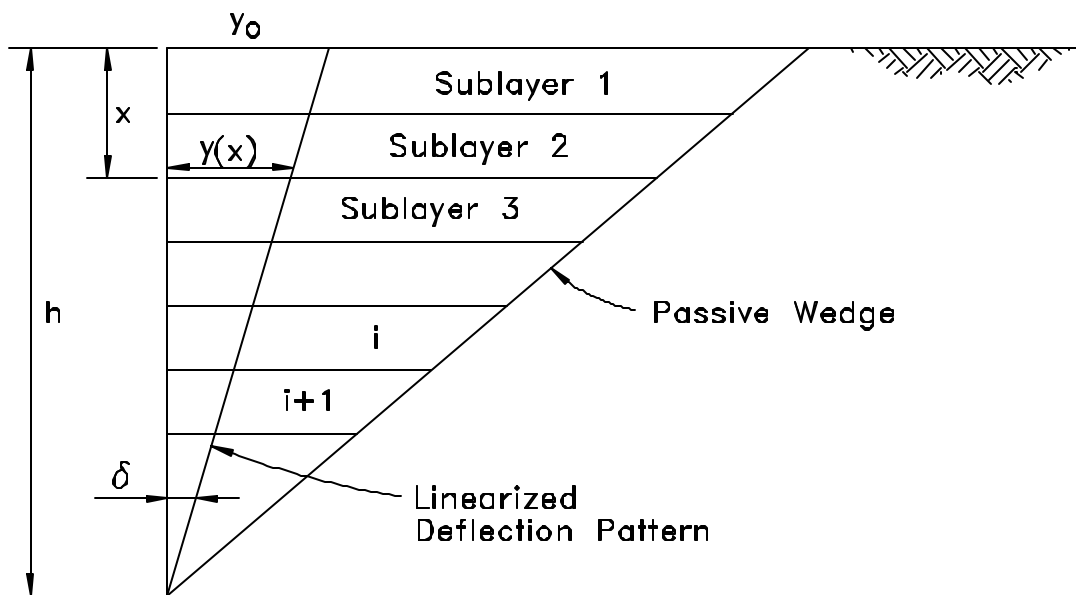 y₀
Sublayer 1
x
y(x)
Sublayer 2
Sublayer 3
h
Passive Wedge
i
i+1
δ
Linearized
Deflection Pattern